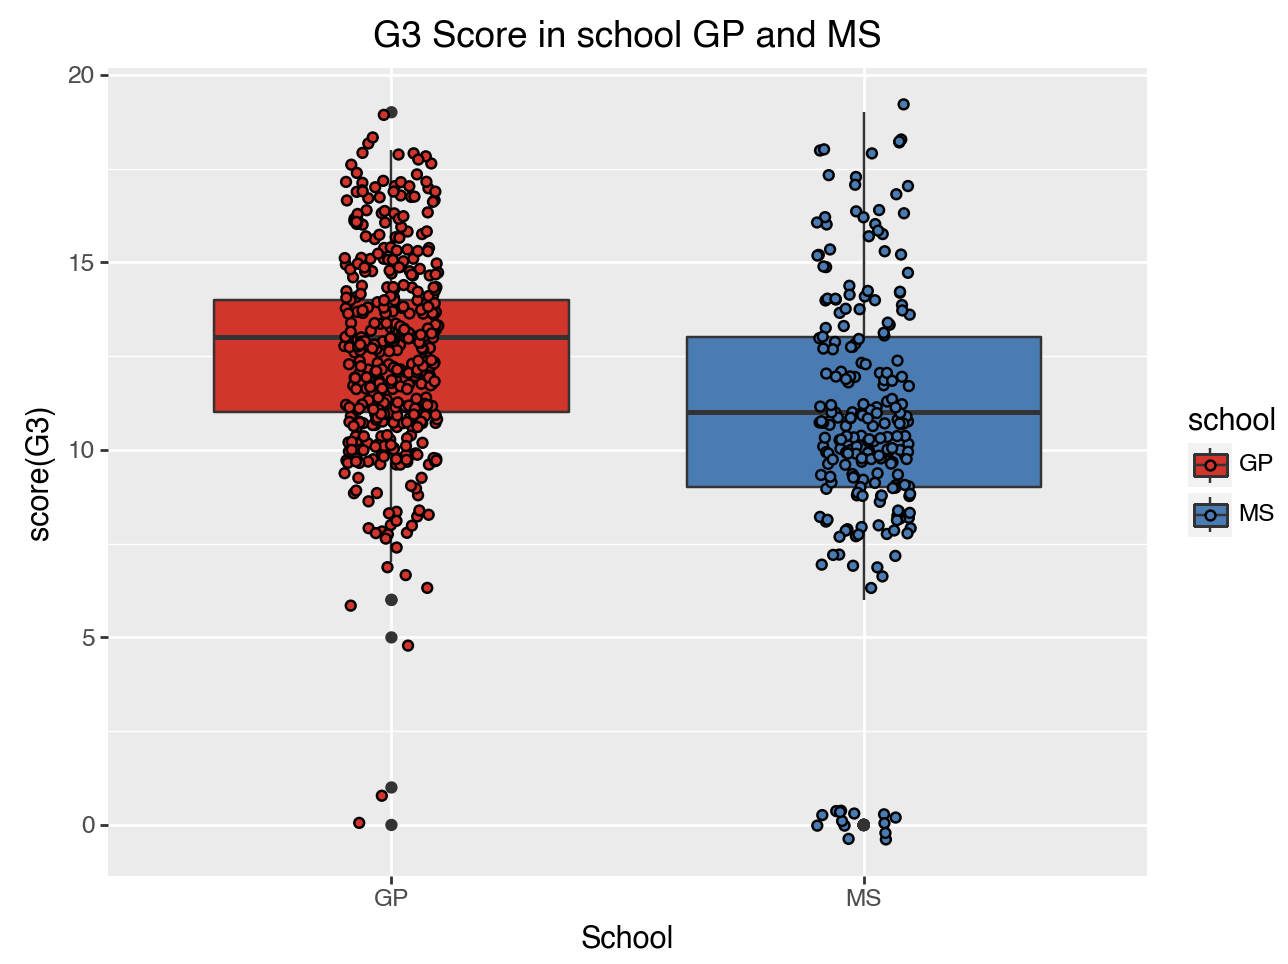 G3 Score in school GP and MS
20
15
10
5
0
score(G3)
GP
MS
School
school
GP
MS